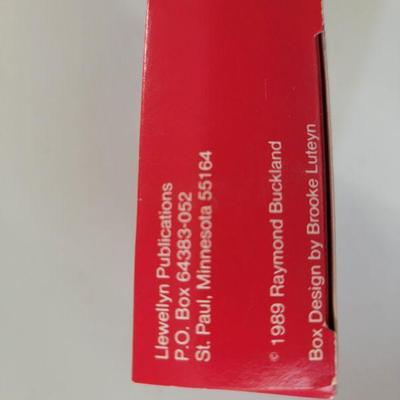 Llewellyn Publications
P.O. Box 64383-052
St. Paul, Minnesota 55164
© 1989 Raymond Buckland
Box Design by Brooke Luteyn